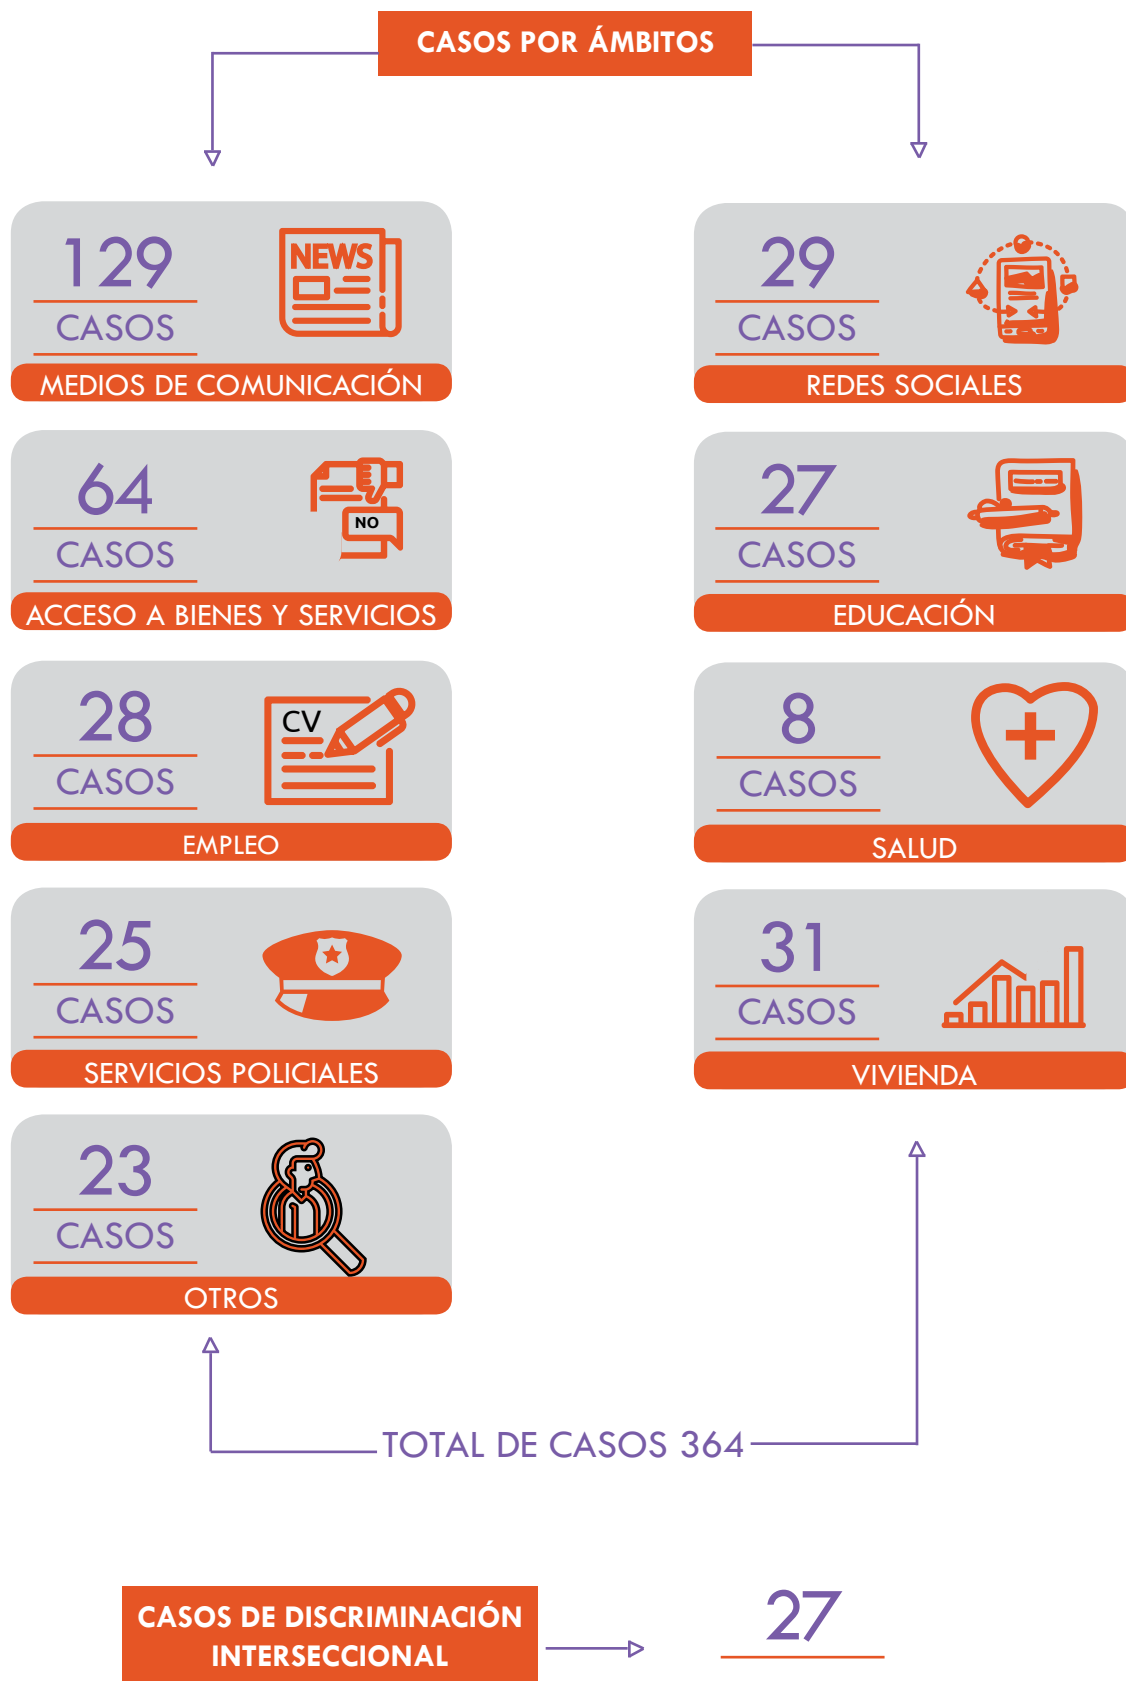 CASOS POR ÁMBITOS
129
CASOS
NEWS
MEDIOS DE COMUNICACIÓN
64
CASOS
NO
ACCESO A BIENES Y SERVICIOS
28
CASOS
CV
EMPLEO
25
CASOS
SERVICIOS POLICIALES
23
CASOS
OTROS
29
CASOS
REDES SOCIALES
27
CASOS
EDUCACIÓN
8
CASOS
SALUD
31
CASOS
VIVIENDA
TOTAL DE CASOS 364
CASOS DE DISCRIMINACIÓN
INTERSECCIONAL
27